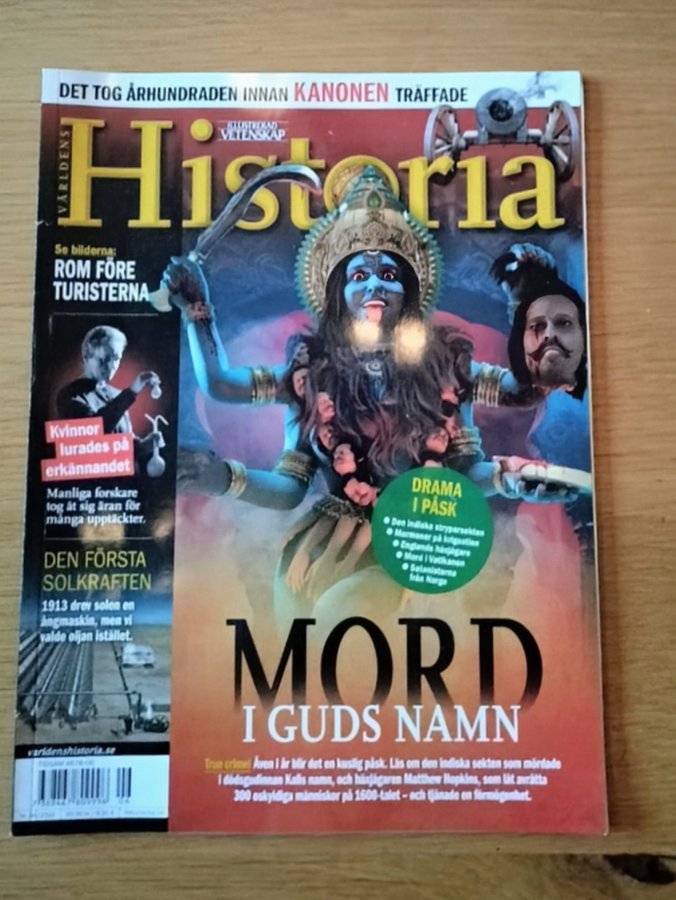 DET TOG ÅRHUNDRADEN INNAN KANONEN TRÄFFADE
ILLUSTRERAD
VETENSKAP
VÄRLDENS
Historia
Se bilderna:
ROM FÖRE
TURISTERNA
Kvinnor
lurades på
erkännandet
Manliga forskare
tog åt sig äran för
många upptäckter.
DEN FÖRSTA
SOLKRAFTEN
1913 drev solen en
ångmaskin, men vi
valde oljan istället.
varldenshistoria.se
DRAMA
I PÅSK
● Den indiska stryparsekten
● Mormoner på krigsstigen
● Englands häxjägare
● Mord i Vatikanen
● Satanisterna
från Norge
MORD
I GUDS NAMN
True crime! Även i år blir det en kuslig påsk. Läs om den indiska sekten som mördade
i dödsgudinnan Kalis namn, och häxjägaren Matthew Hopkins, som lät avrätta
300 oskyldiga människor på 1600-talet – och tjänade en förmögenhet.
TIDSAM 4678-06
06